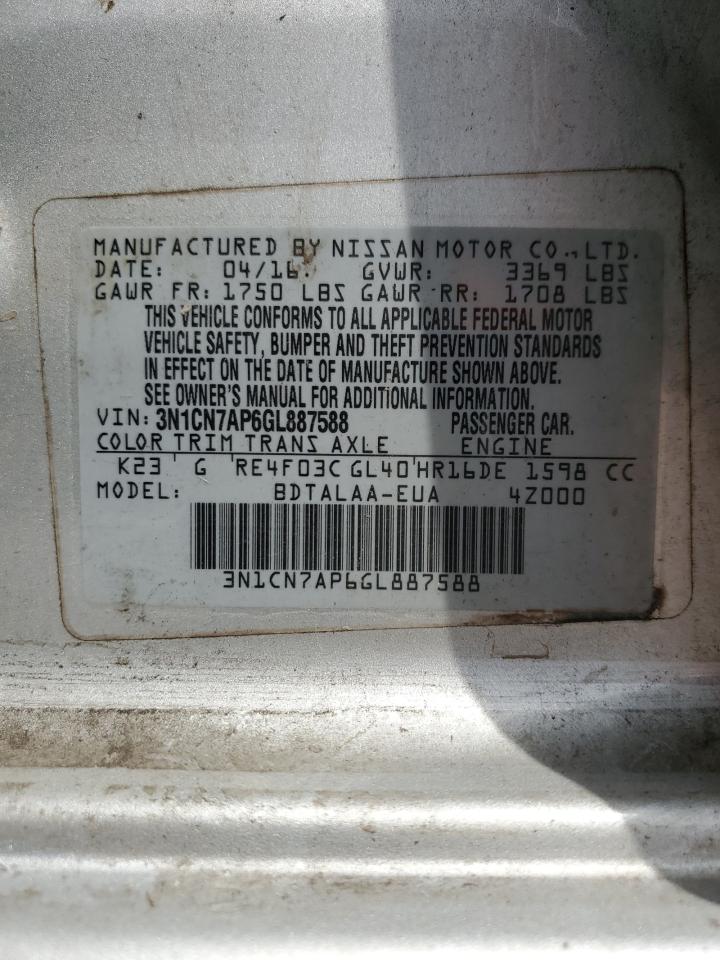 MANUFACTURED BY NISSAN MOTOR CO.,LTD.
DATE: 04/16 GVWR: 3369 LBS
GAWR FR: 1750 LBS GAWR RR: 1708 LBS
THIS VEHICLE CONFORMS TO ALL APPLICABLE FEDERAL MOTOR
VEHICLE SAFETY, BUMPER AND THEFT PREVENTION STANDARDS
IN EFFECT ON THE DATE OF MANUFACTURE SHOWN ABOVE.
SEE OWNER'S MANUAL FOR ADDITIONAL INFORMATION.
VIN: 3N1CN7AP6GL887588 PASSENGER CAR.
COLOR TRIM TRANS AXLE ENGINE
K23 G RE4F03C GL40 HR16DE 1598 CC
MODEL: BDTALAA-EUA 4Z000
3N1CN7AP6GL887588